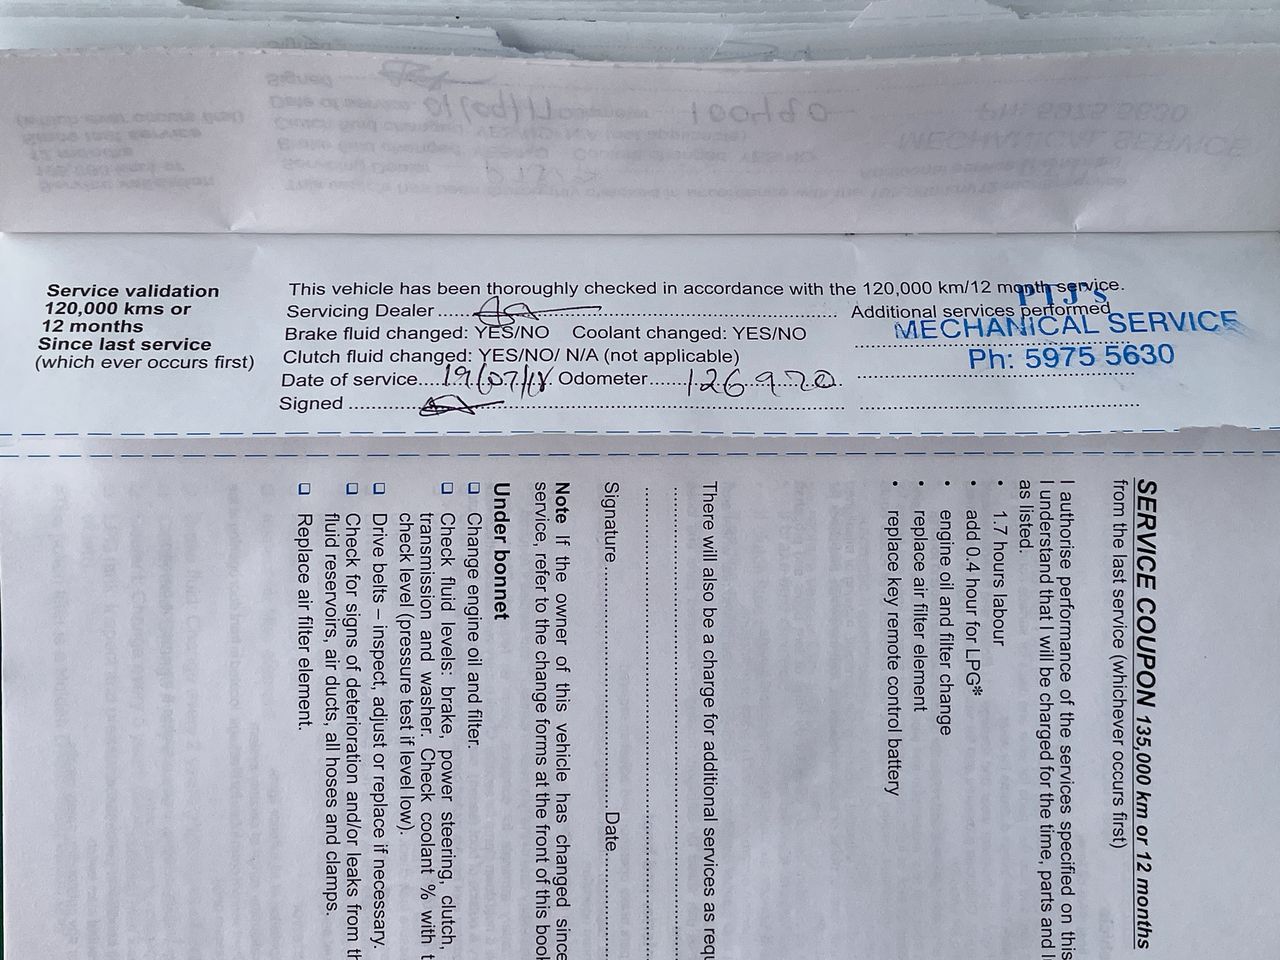 Service validation
120,000 kms or
12 months
Since last service
(which ever occurs first)
This vehicle has been thoroughly checked in accordance with the 120,000 km/12 month service.
Servicing Dealer
Brake fluid changed: YES/NO Coolant changed: YES/NO
Clutch fluid changed: YES/NO/ N/A (not applicable)
Date of service 19/07/18. Odometer 126970
Signed
Additional services performed
PTJ's
MECHANICAL SERVICE
Ph: 5975 5630
SERVICE COUPON 135,000 km or 12 months
from the last service (whichever occurs first)
I authorise performance of the services specified on this
I understand that I will be charged for the time, parts and
as listed.
• 1.7 hours labour
• add 0.4 hour for LPG*
• engine oil and filter change
• replace air filter element
• replace key remote control battery
There will also be a charge for additional services as requ
Signature Date
Note If the owner of this vehicle has changed since
service, refer to the change forms at the front of this boo
Under bonnet
❑ Change engine oil and filter.
❑ Check fluid levels: brake, power steering, clutch,
transmission and washer. Check coolant % with t
check level (pressure test if level low).
❑ Drive belts – inspect, adjust or replace if necessary.
❑ Check for signs of deterioration and/or leaks from th
fluid reservoirs, air ducts, all hoses and clamps.
❑ Replace air filter element.